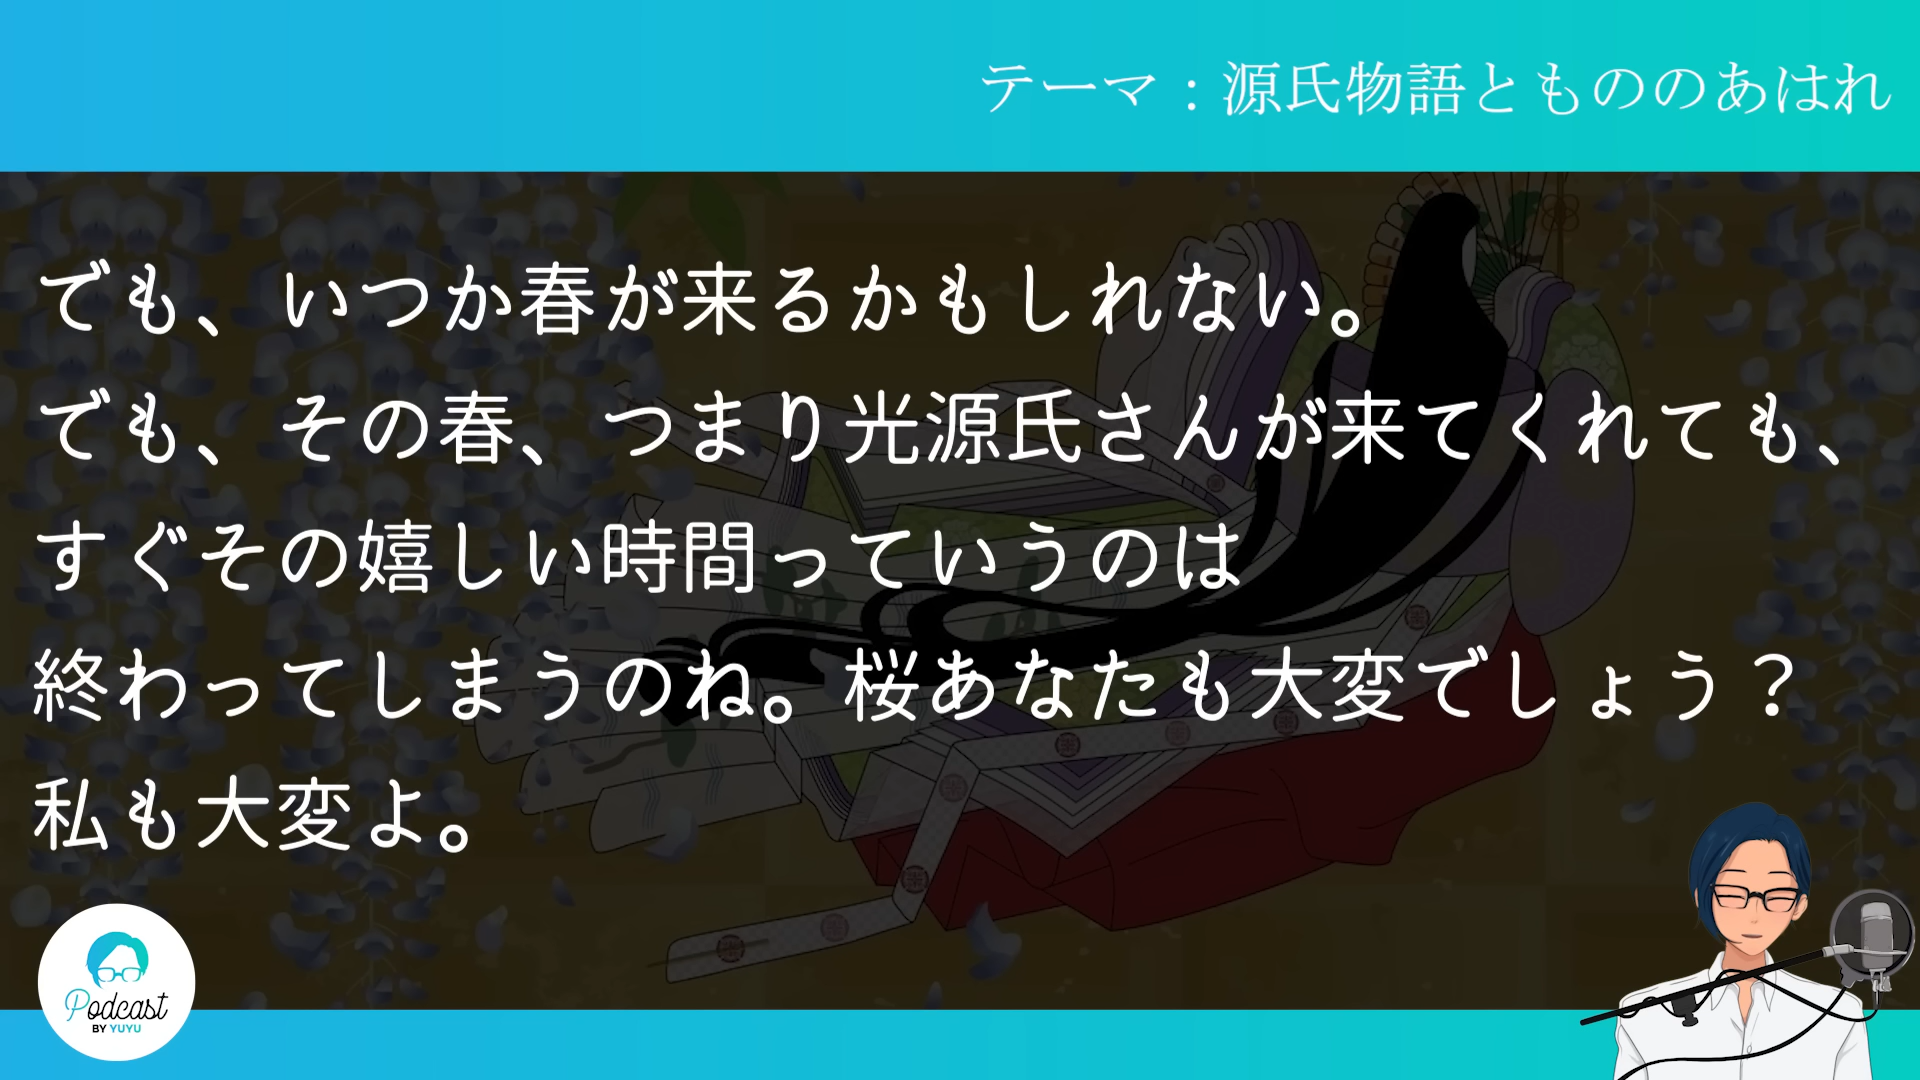 テーマ：源氏物語ともののあはれ
でも、いつか春が来るかもしれない。
でも、その春、つまり光源氏さんが来てくれても、
すぐその嬉しい時間っていうのは
終わってしまうのね。桜あなたも大変でしょう？
私も大変よ。
Podcast
BY YUYU